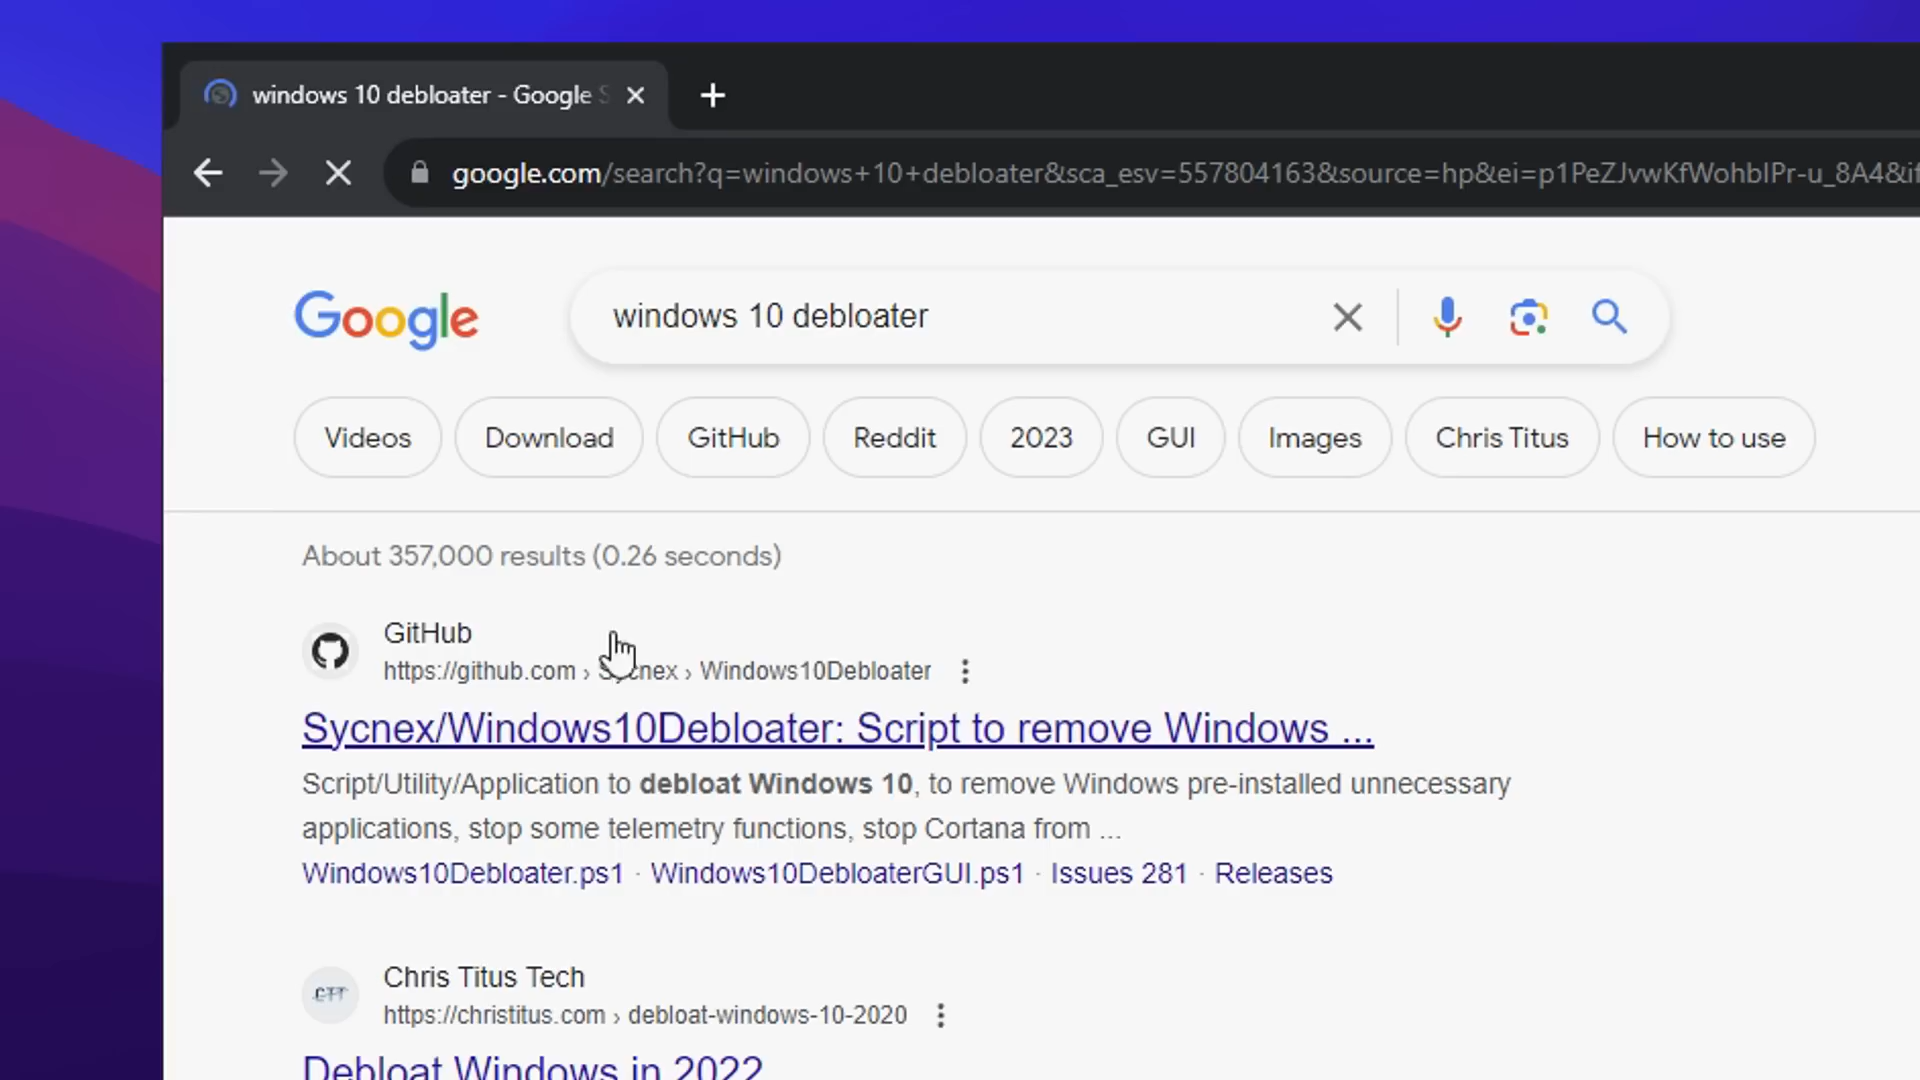 windows 10 debloater - Google S
google.com/search?q=windows+10+debloater&sca_esv=557804163&source=hp&ei=p1PeZJvwKfWohbIPr-u_8A4&if
Google
windows 10 debloater
Videos
Download
GitHub
Reddit
2023
GUI
Images
Chris Titus
How to use
About 357,000 results (0.26 seconds)
GitHub
https://github.com › Sycnex › Windows10Debloater
Sycnex/Windows10Debloater: Script to remove Windows ...
Script/Utility/Application to debloat Windows 10, to remove Windows pre-installed unnecessary
applications, stop some telemetry functions, stop Cortana from ...
Windows10Debloater.ps1 · Windows10DebloaterGUI.ps1 · Issues 281 · Releases
CTT
Chris Titus Tech
https://christitus.com › debloat-windows-10-2020
Debloat Windows in 2022